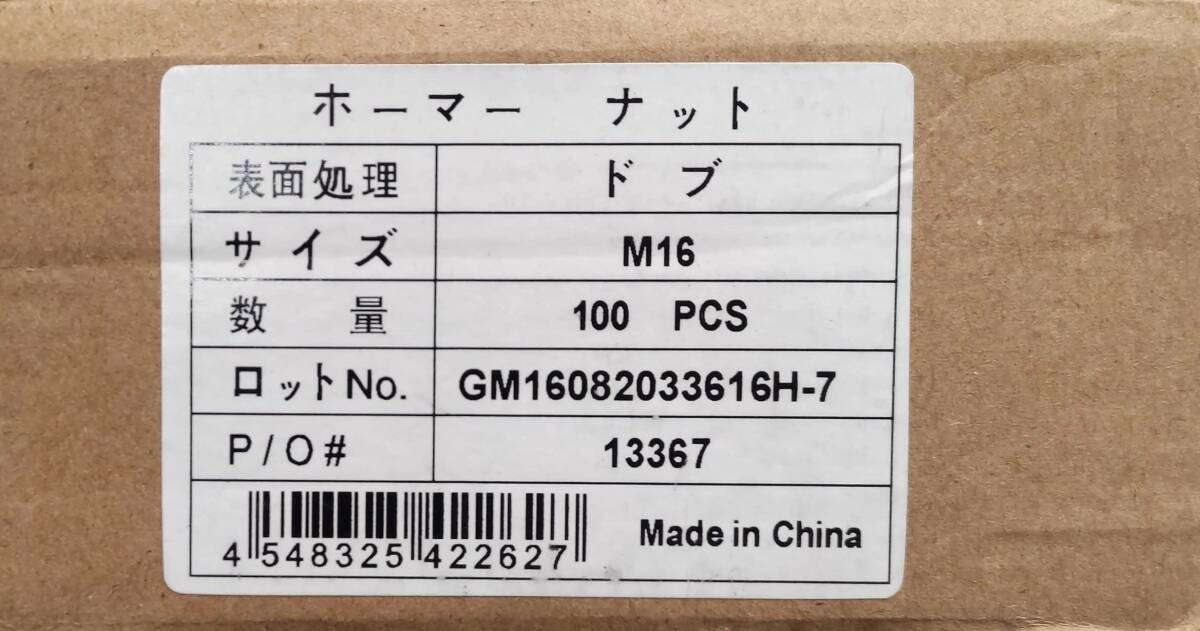 ホーマー ナット
表面処理 ドブ
サイズ M16
数量 100 PCS
ロットNo. GM16082033616H-7
P/O# 13367
4 548325 422627 Made in China